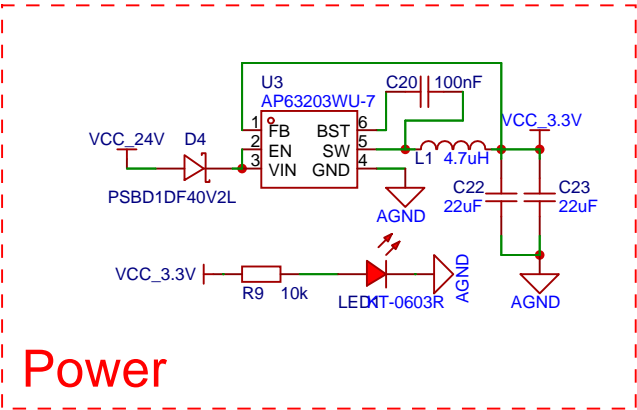 C20 100nF
U3
AP63203WU-7
VCC_24V D4
1 FB BST 6
2 EN SW 5
3 VIN GND 4
VCC_3.3V
L1 4.7uH
PSBD1DF40V2L
AGND
C22
22uF
C23
22uF
VCC_3.3V
R9 10k
KT-0603R
AGND
AGND
Power